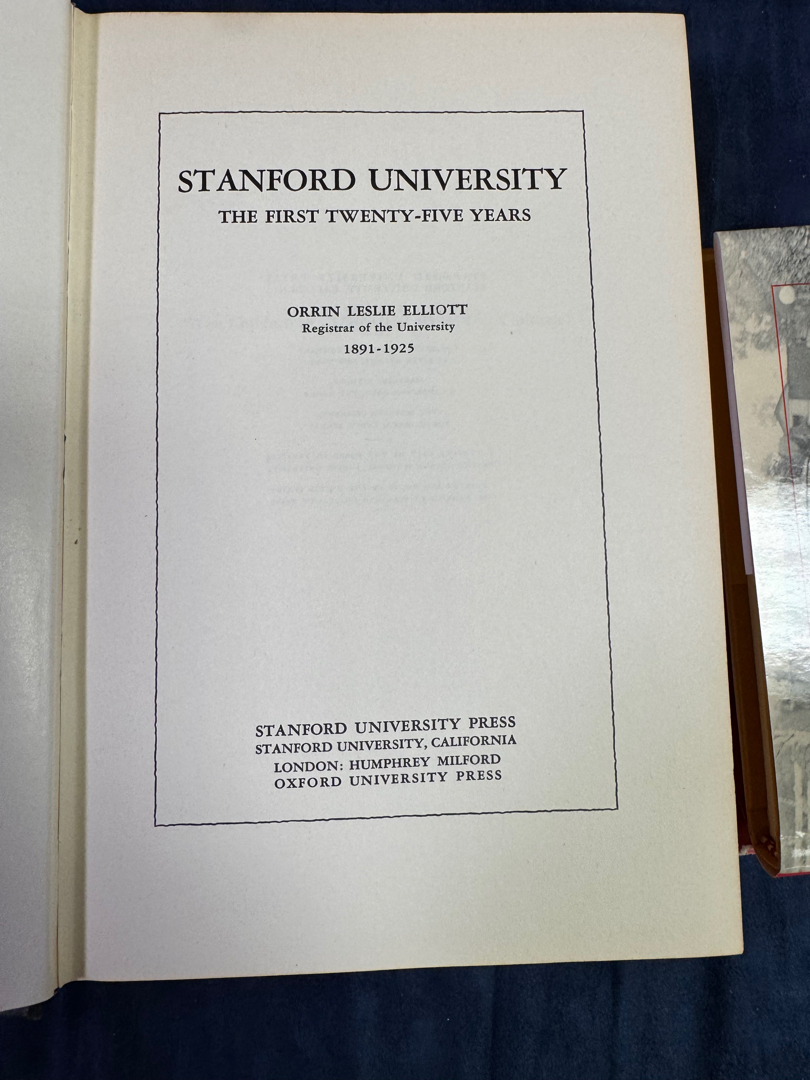 STANFORD UNIVERSITY
THE FIRST TWENTY-FIVE YEARS
ORRIN LESLIE ELLIOTT
Registrar of the University
1891-1925
STANFORD UNIVERSITY PRESS
STANFORD UNIVERSITY, CALIFORNIA
LONDON: HUMPHREY MILFORD
OXFORD UNIVERSITY PRESS